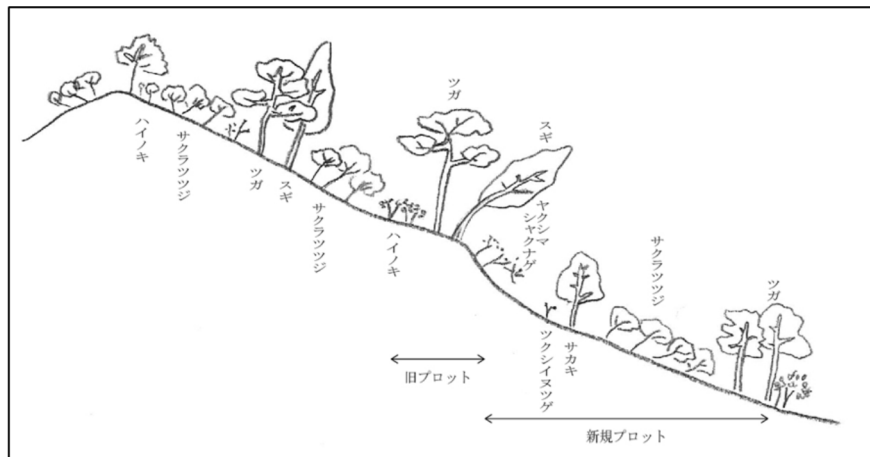 ハイノキ
サクラツツジ
ツガ
スギ
サクラツツジ
ハイノキ
ツガ
スギ
ヤクシマ
シャクナゲ
ツクシイヌツゲ
サカキ
サクラツツジ
ツガ
旧プロット
新規プロット